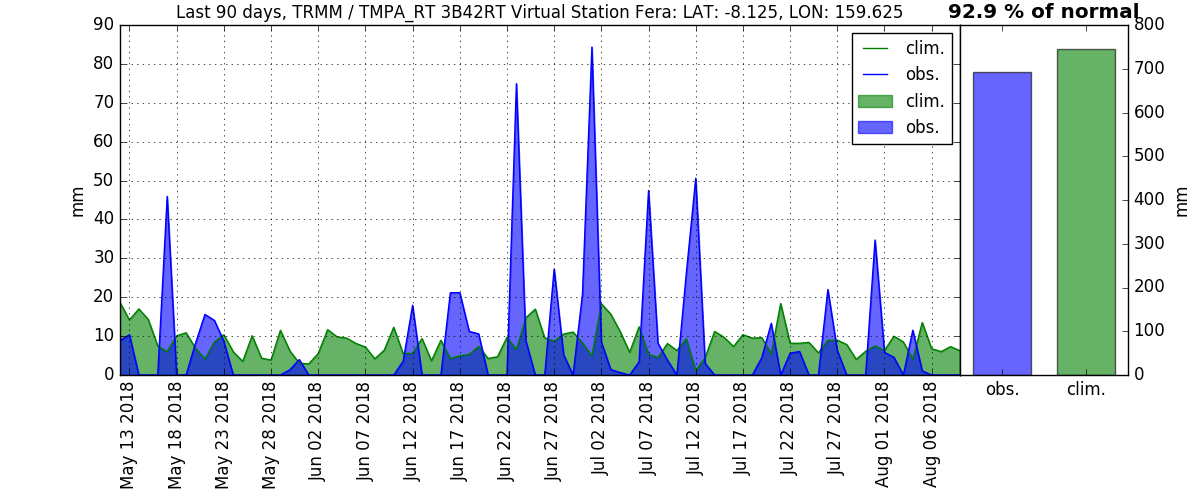 Last 90 days, TRMM / TMPA_RT 3B42RT Virtual Station Fera: LAT: -8.125, LON: 159.625
92.9 % of normal
90
80
70
60
50
40
30
20
10
0
mm
clim.
obs.
clim.
obs.
800
700
600
500
400
300
200
100
0
mm
May 13 2018
May 18 2018
May 23 2018
May 28 2018
Jun 02 2018
Jun 07 2018
Jun 12 2018
Jun 17 2018
Jun 22 2018
Jun 27 2018
Jul 02 2018
Jul 07 2018
Jul 12 2018
Jul 17 2018
Jul 22 2018
Jul 27 2018
Aug 01 2018
Aug 06 2018
obs.
clim.